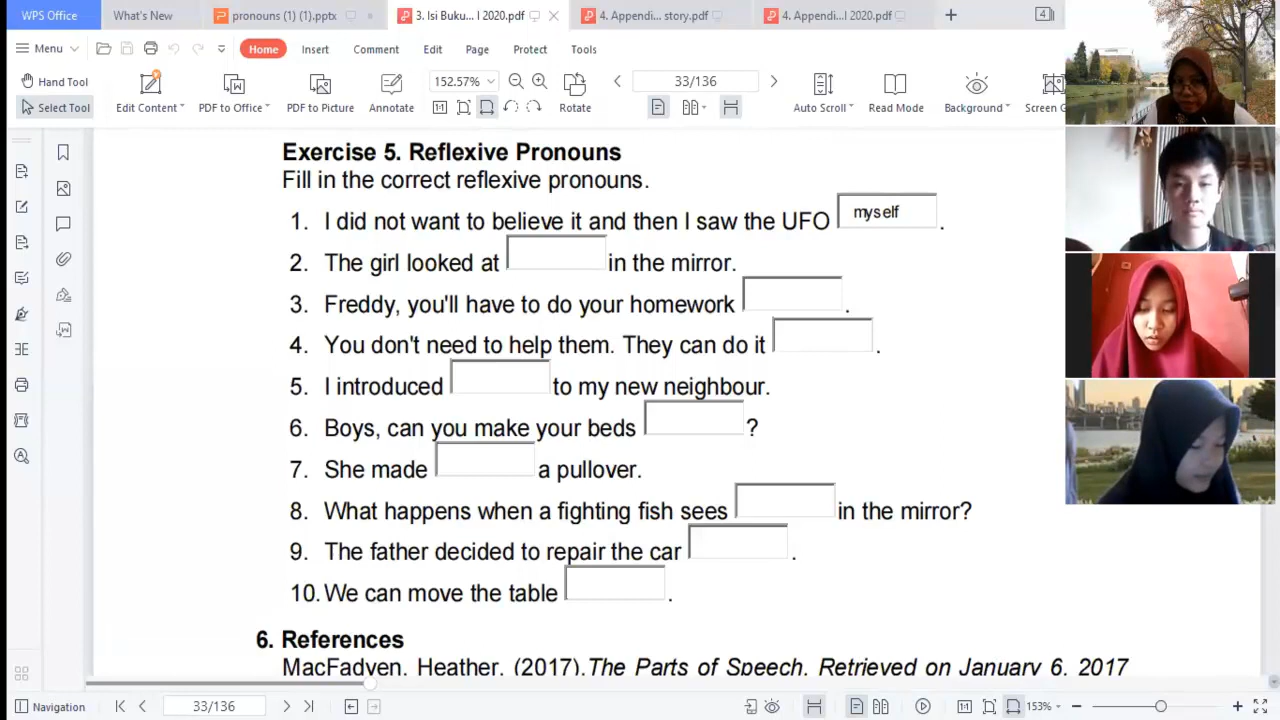 WPS Office What's New pronouns (1) (1).pptx 3. Isi Buku... I 2020.pdf 4. Appendi... story.pdf 4. Appendi...I 2020.pdf 4
Menu Home Insert Comment Edit Page Protect Tools
Hand Tool 152.57% 33/136
Select Tool Edit Content PDF to Office PDF to Picture Annotate 1:1 Rotate Auto Scroll Read Mode Background Screen G
Exercise 5. Reflexive Pronouns
Fill in the correct reflexive pronouns.
1. I did not want to believe it and then I saw the UFO myself .
2. The girl looked at in the mirror.
3. Freddy, you'll have to do your homework .
4. You don't need to help them. They can do it .
5. I introduced to my new neighbour.
6. Boys, can you make your beds ?
7. She made a pullover.
8. What happens when a fighting fish sees in the mirror?
9. The father decided to repair the car .
10. We can move the table .
6. References
MacFadyen, Heather. (2017).The Parts of Speech. Retrieved on January 6, 2017
Navigation 33/136 1:1 153%